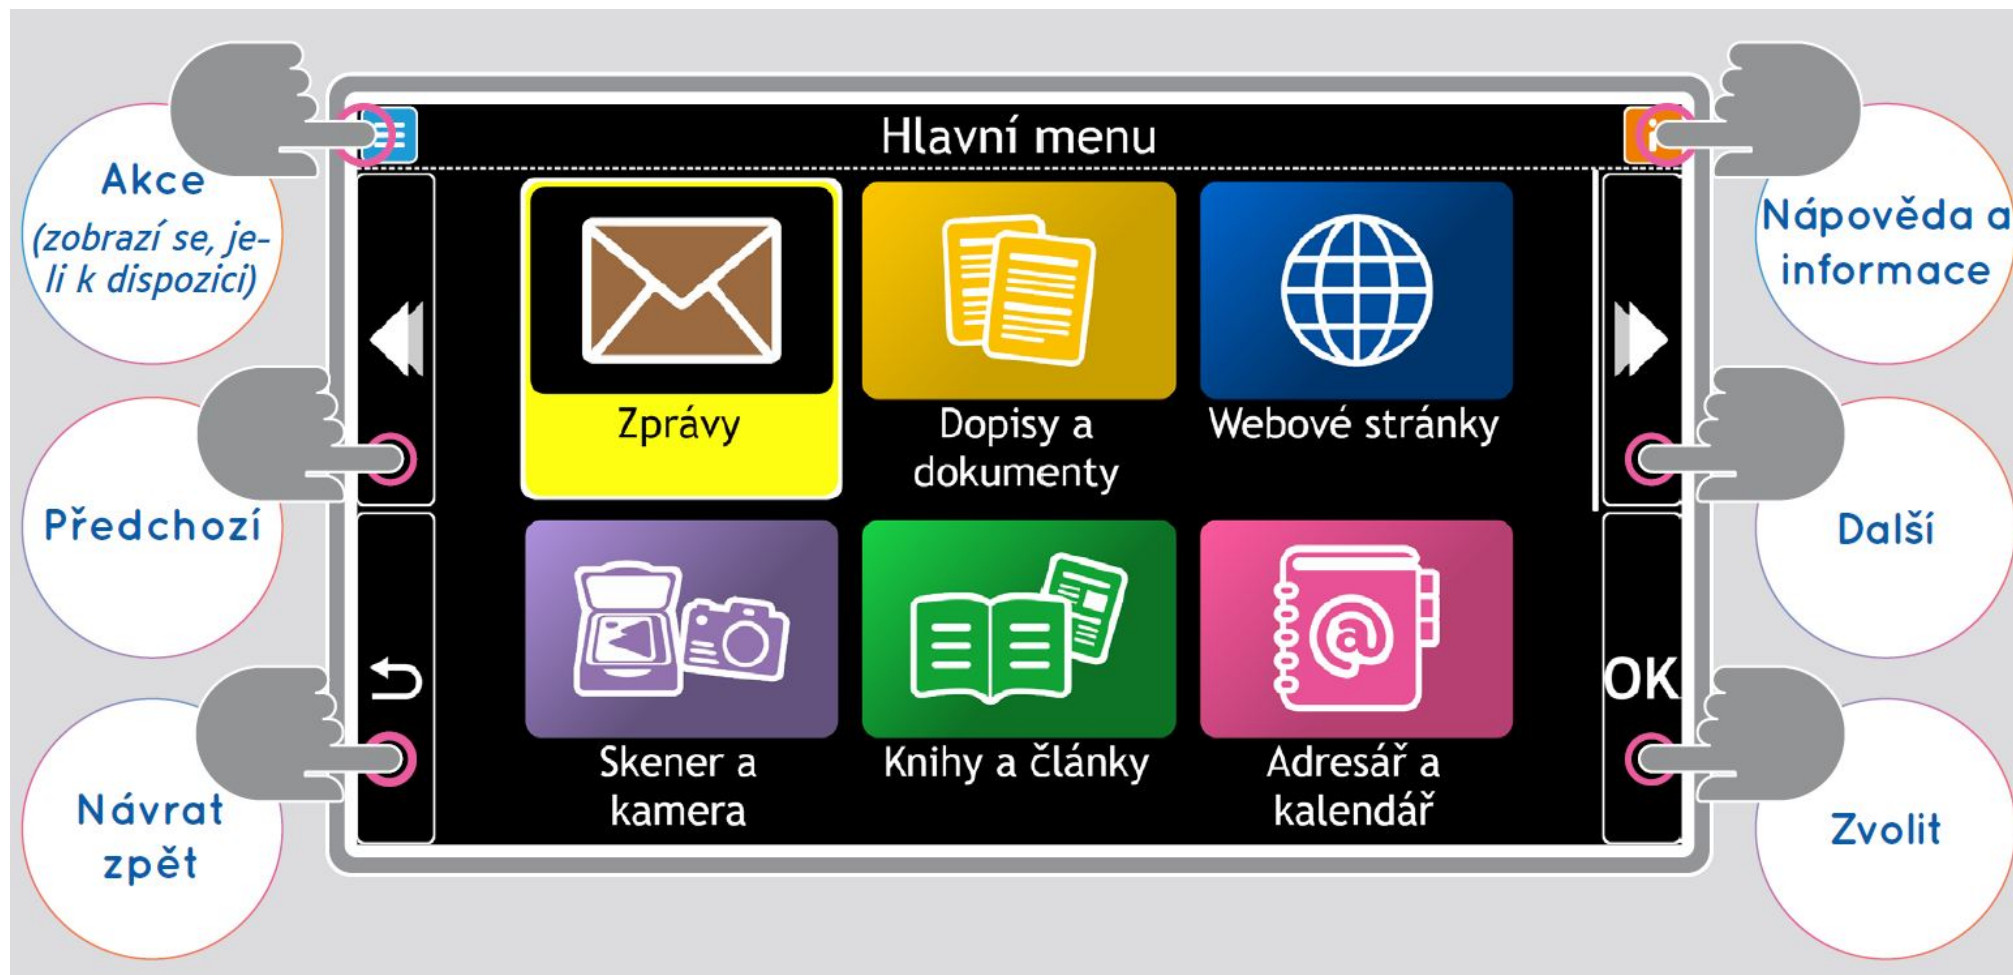 Hlavní menu
Akce
(zobrazí se, je-
li k dispozici)
Předchozí
Návrat
zpět
Zprávy
Dopisy a
dokumenty
Webové stránky
Skener a
kamera
Knihy a články
@
Adresář a
kalendář
OK
Nápověda a
informace
Další
Zvolit